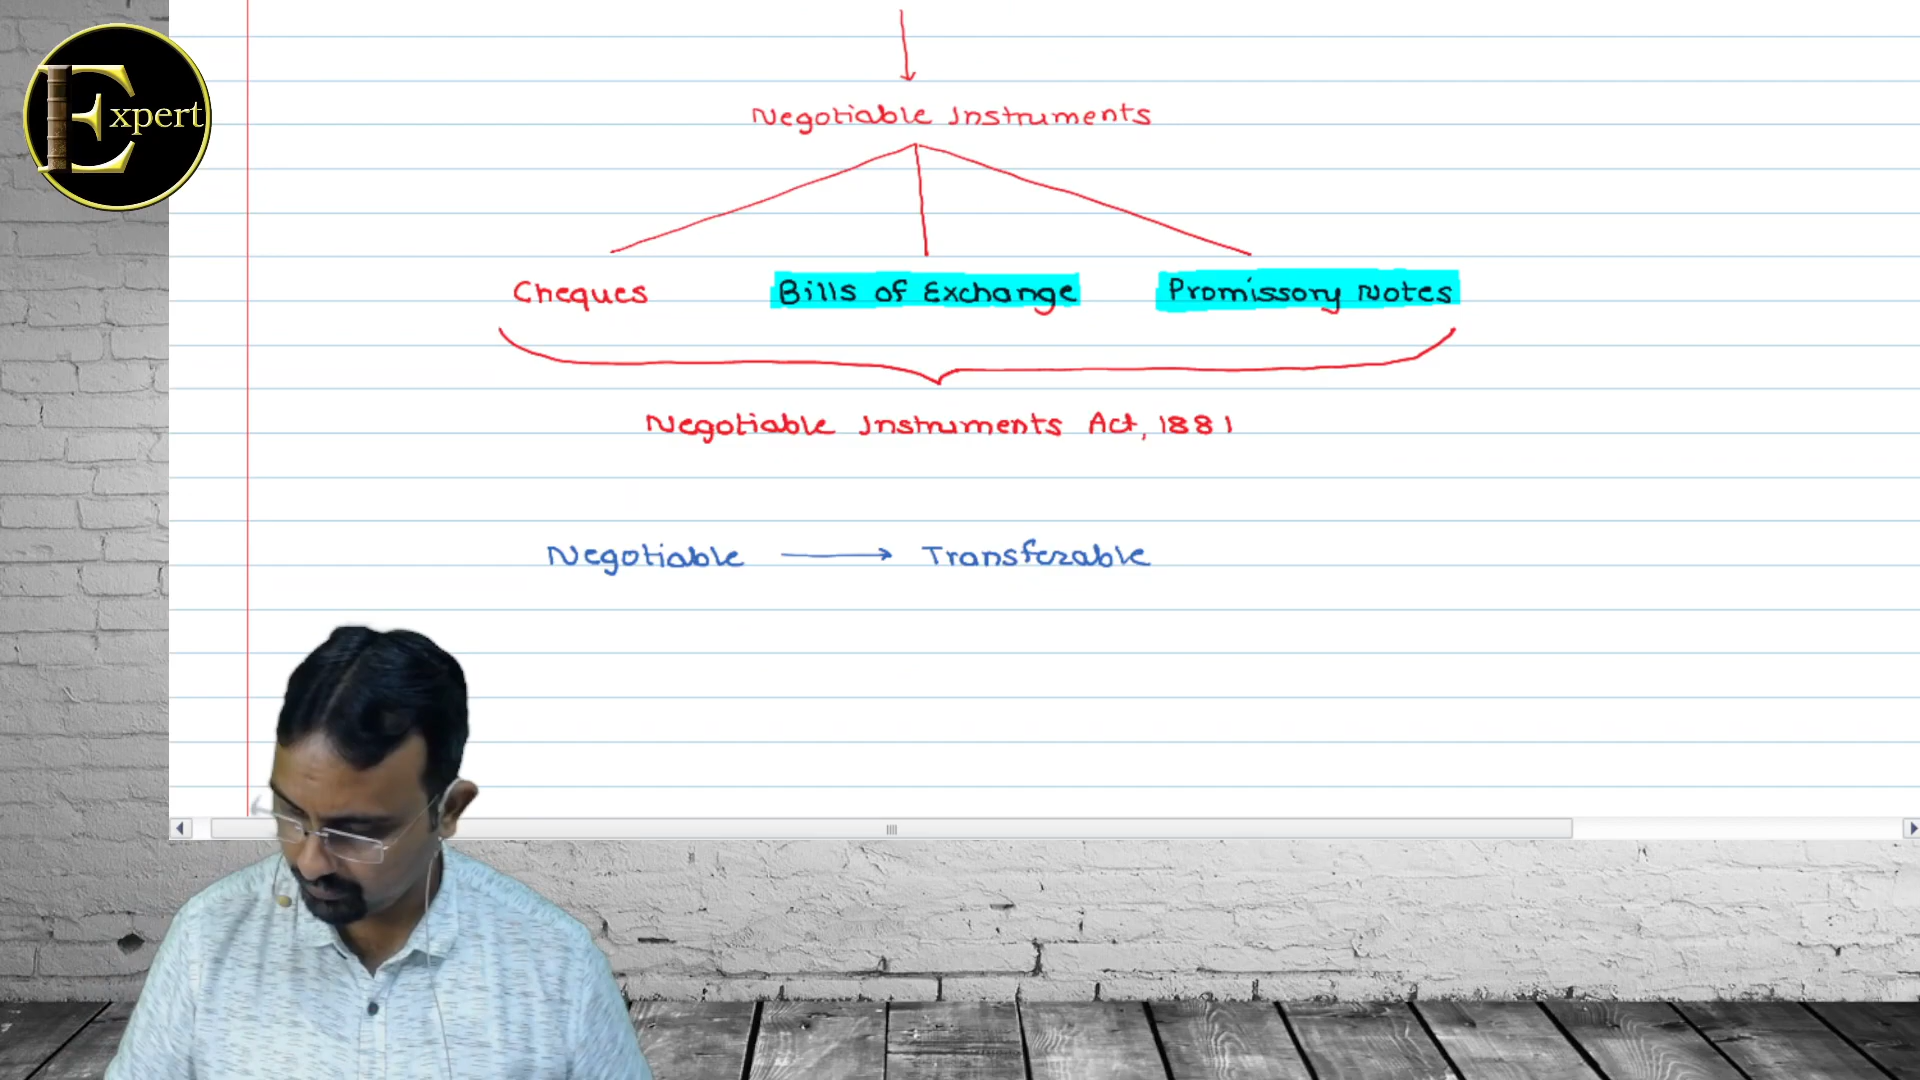 Expert
Negotiable Instruments
Cheques Bills of Exchange Promissory Notes
Negotiable Instruments Act, 1881
Negotiable → Transferable